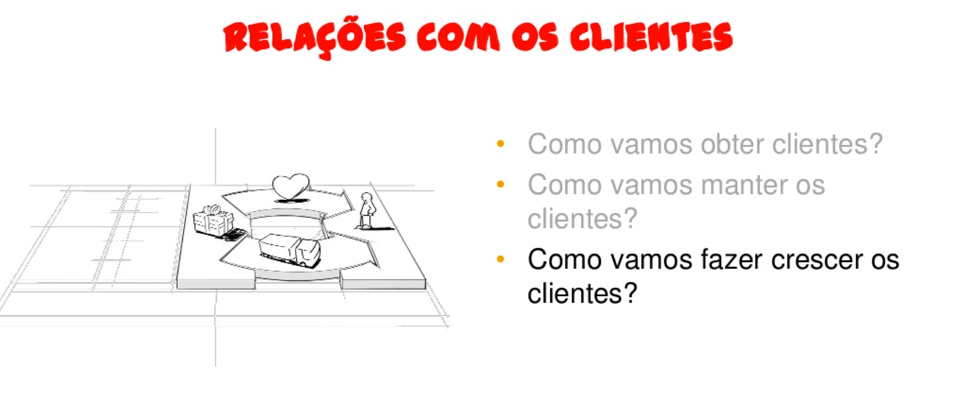 RELAÇÕES COM OS CLIENTES
• Como vamos obter clientes?
• Como vamos manter os
clientes?
• Como vamos fazer crescer os
clientes?